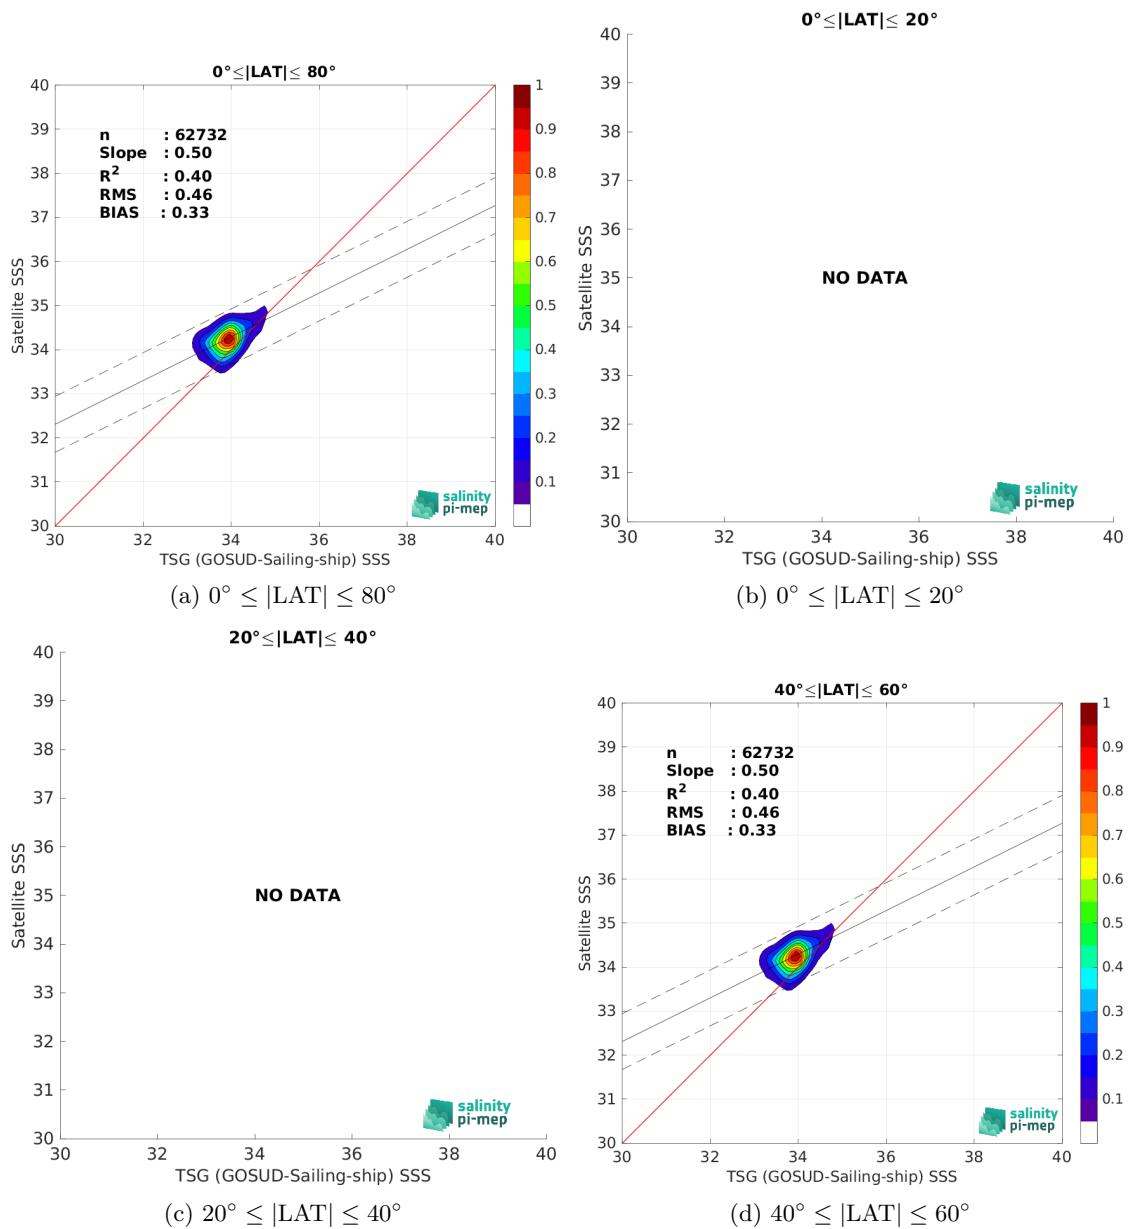 0°≤|LAT|≤ 80°
40
39
38
37
36
35
34
33
32
31
30
n : 62732
Slope : 0.50
R² : 0.40
RMS : 0.46
BIAS : 0.33
Satellite SSS
30 32 34 36 38 40
TSG (GOSUD-Sailing-ship) SSS
salinity
pi-mep
1
0.9
0.8
0.7
0.6
0.5
0.4
0.3
0.2
0.1
(a) 0° ≤ |LAT| ≤ 80°
0°≤|LAT|≤ 20°
40
39
38
37
36
35
34
33
32
31
30
Satellite SSS
NO DATA
salinity
pi-mep
30 32 34 36 38 40
TSG (GOSUD-Sailing-ship) SSS
(b) 0° ≤ |LAT| ≤ 20°
20°≤|LAT|≤ 40°
40
39
38
37
36
35
34
33
32
31
30
Satellite SSS
NO DATA
salinity
pi-mep
30 32 34 36 38 40
TSG (GOSUD-Sailing-ship) SSS
(c) 20° ≤ |LAT| ≤ 40°
40°≤|LAT|≤ 60°
40
39
38
37
36
35
34
33
32
31
30
n : 62732
Slope : 0.50
R² : 0.40
RMS : 0.46
BIAS : 0.33
Satellite SSS
salinity
pi-mep
30 32 34 36 38 40
TSG (GOSUD-Sailing-ship) SSS
1
0.9
0.8
0.7
0.6
0.5
0.4
0.3
0.2
0.1
(d) 40° ≤ |LAT| ≤ 60°